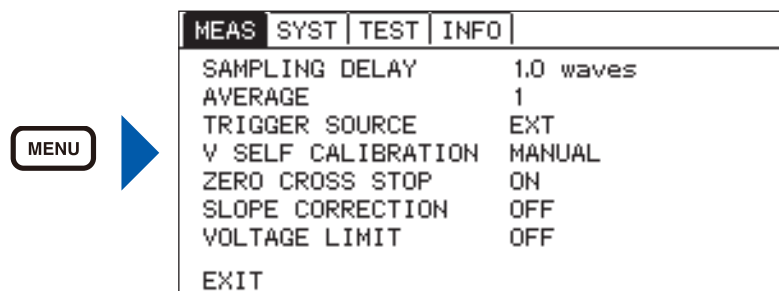 MENU
MEAS SYST TEST INFO
SAMPLING DELAY 1.0 waves
AVERAGE 1
TRIGGER SOURCE EXT
V SELF CALIBRATION MANUAL
ZERO CROSS STOP ON
SLOPE CORRECTION OFF
VOLTAGE LIMIT OFF
EXIT